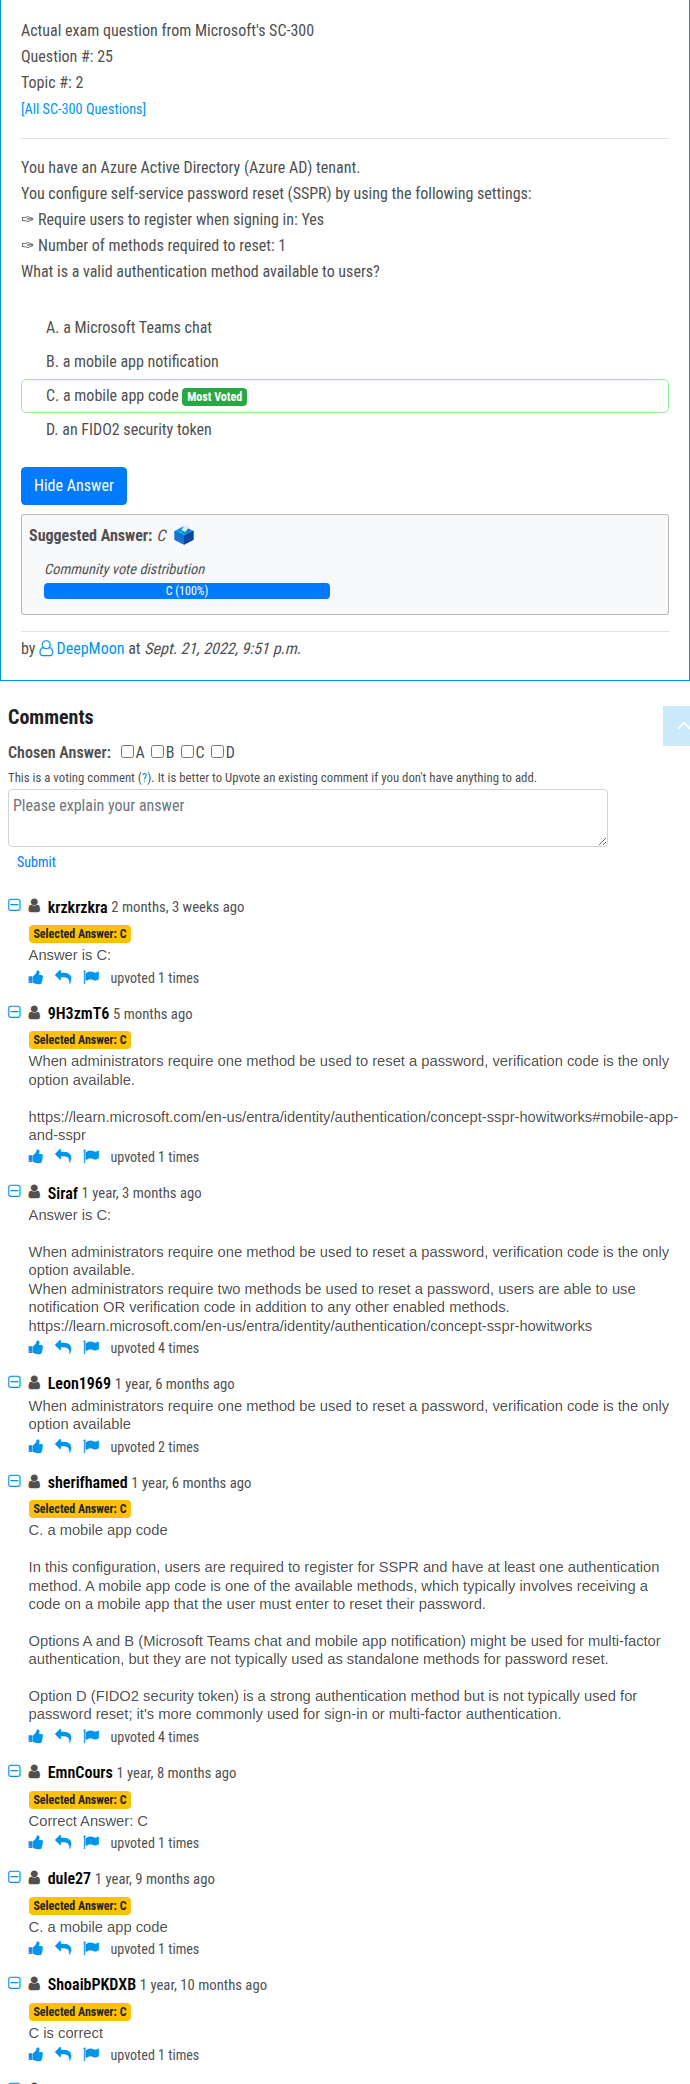 Actual exam question from Microsoft's SC-300
Question #: 25
Topic #: 2
[All SC-300 Questions]
You have an Azure Active Directory (Azure AD) tenant.
You configure self-service password reset (SSPR) by using the following settings:
✑ Require users to register when signing in: Yes
✑ Number of methods required to reset: 1
What is a valid authentication method available to users?
A. a Microsoft Teams chat
B. a mobile app notification
C. a mobile app code Most Voted
D. an FIDO2 security token
Hide Answer
Suggested Answer: C
Community vote distribution
C (100%)
by DeepMoon at Sept. 21, 2022, 9:51 p.m.
Comments
Chosen Answer: A B C D
This is a voting comment (?). It is better to Upvote an existing comment if you don't have anything to add.
Please explain your answer
Submit
krzkrzkra 2 months, 3 weeks ago
Selected Answer: C
Answer is C:
upvoted 1 times
9H3zmT6 5 months ago
Selected Answer: C
When administrators require one method be used to reset a password, verification code is the only
option available.
https://learn.microsoft.com/en-us/entra/identity/authentication/concept-sspr-howitworks#mobile-app-
and-sspr
upvoted 1 times
Siraf 1 year, 3 months ago
Answer is C:
When administrators require one method be used to reset a password, verification code is the only
option available.
When administrators require two methods be used to reset a password, users are able to use
notification OR verification code in addition to any other enabled methods.
https://learn.microsoft.com/en-us/entra/identity/authentication/concept-sspr-howitworks
upvoted 4 times
Leon1969 1 year, 6 months ago
When administrators require one method be used to reset a password, verification code is the only
option available
upvoted 2 times
sherifhamed 1 year, 6 months ago
Selected Answer: C
C. a mobile app code
In this configuration, users are required to register for SSPR and have at least one authentication
method. A mobile app code is one of the available methods, which typically involves receiving a
code on a mobile app that the user must enter to reset their password.
Options A and B (Microsoft Teams chat and mobile app notification) might be used for multi-factor
authentication, but they are not typically used as standalone methods for password reset.
Option D (FIDO2 security token) is a strong authentication method but is not typically used for
password reset; it's more commonly used for sign-in or multi-factor authentication.
upvoted 4 times
EmnCours 1 year, 8 months ago
Selected Answer: C
Correct Answer: C
upvoted 1 times
dule27 1 year, 9 months ago
Selected Answer: C
C. a mobile app code
upvoted 1 times
ShoaibPKDXB 1 year, 10 months ago
Selected Answer: C
C is correct
upvoted 1 times